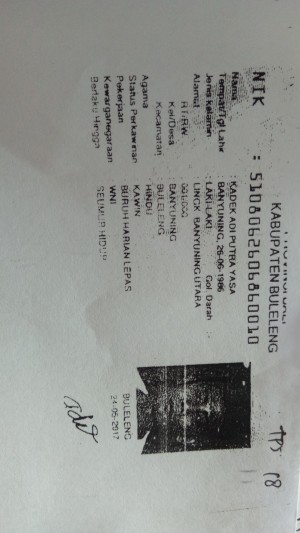 PROVINSI BALI
KABUPATEN BULELENG
NIK : 5108062606860010
Nama : KADEK ADI PUTRA YASA
Tempat/Tgl Lahir : BANYUNING, 26-06-1986
Jenis Kelamin : LAKI-LAKI Gol. Darah :
Alamat : LINGK. BANYUNING UTARA
RT/RW : 001/000
Kel/Desa : BANYUNING
Kecamatan : BULELENG
Agama : HINDU
Status Perkawinan : KAWIN
Pekerjaan : BURUH HARIAN LEPAS
Kewarganegaraan : WNI
Berlaku Hingga : SEUMUR HIDUP
BULELENG
24-05-2017
TPS 18